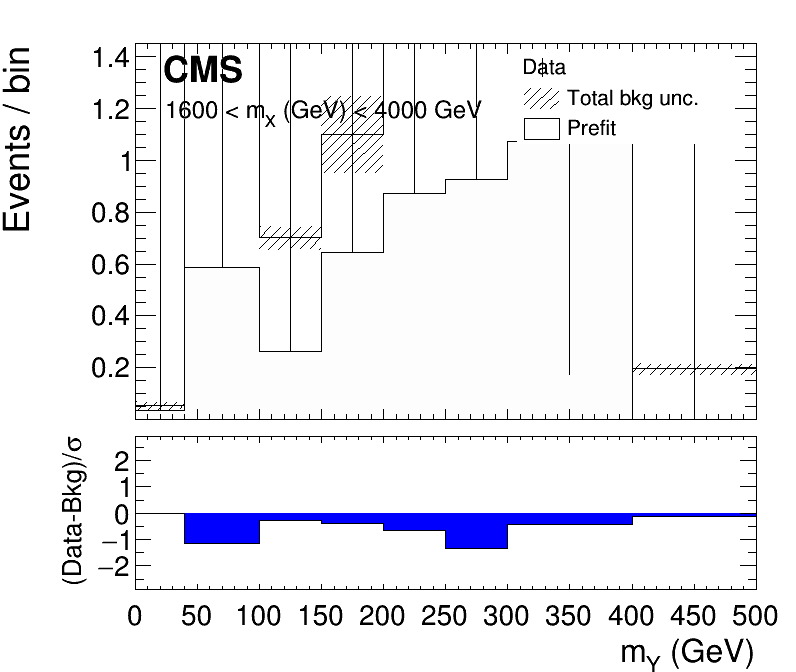 CMS
1600 < mX (GeV) < 4000 GeV
Data
Total bkg unc.
Prefit
Events / bin
1.4
1.2
1
0.8
0.6
0.4
0.2
(Data-Bkg)/σ
2
1
0
−1
−2
0 50 100 150 200 250 300 350 400 450 500
mY (GeV)